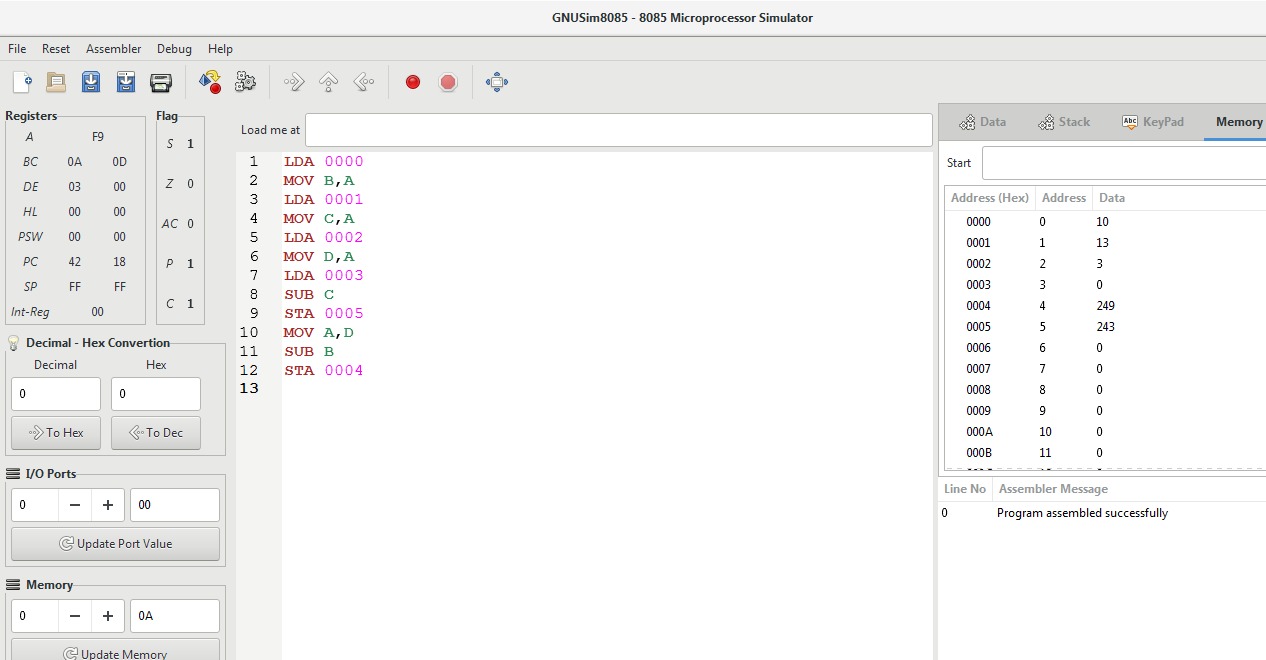 GNUSim8085 - 8085 Microprocessor Simulator
File Reset Assembler Debug Help
Registers
A F9
BC 0A 0D
DE 03 00
HL 00 00
PSW 00 00
PC 42 18
SP FF FF
Int-Reg 00
Flag
S 1
Z 0
AC 0
P 1
C 1
Decimal - Hex Convertion
Decimal Hex
0 0
To Hex To Dec
I/O Ports
0 − + 00
Update Port Value
Memory
0 − + 0A
Update Memory
Load me at
1 LDA 0000
2 MOV B,A
3 LDA 0001
4 MOV C,A
5 LDA 0002
6 MOV D,A
7 LDA 0003
8 SUB C
9 STA 0005
10 MOV A,D
11 SUB B
12 STA 0004
13
Data Stack Abc KeyPad Memory
Start
Address (Hex) Address Data
0000 0 10
0001 1 13
0002 2 3
0003 3 0
0004 4 249
0005 5 243
0006 6 0
0007 7 0
0008 8 0
0009 9 0
000A 10 0
000B 11 0
Line No Assembler Message
0 Program assembled successfully